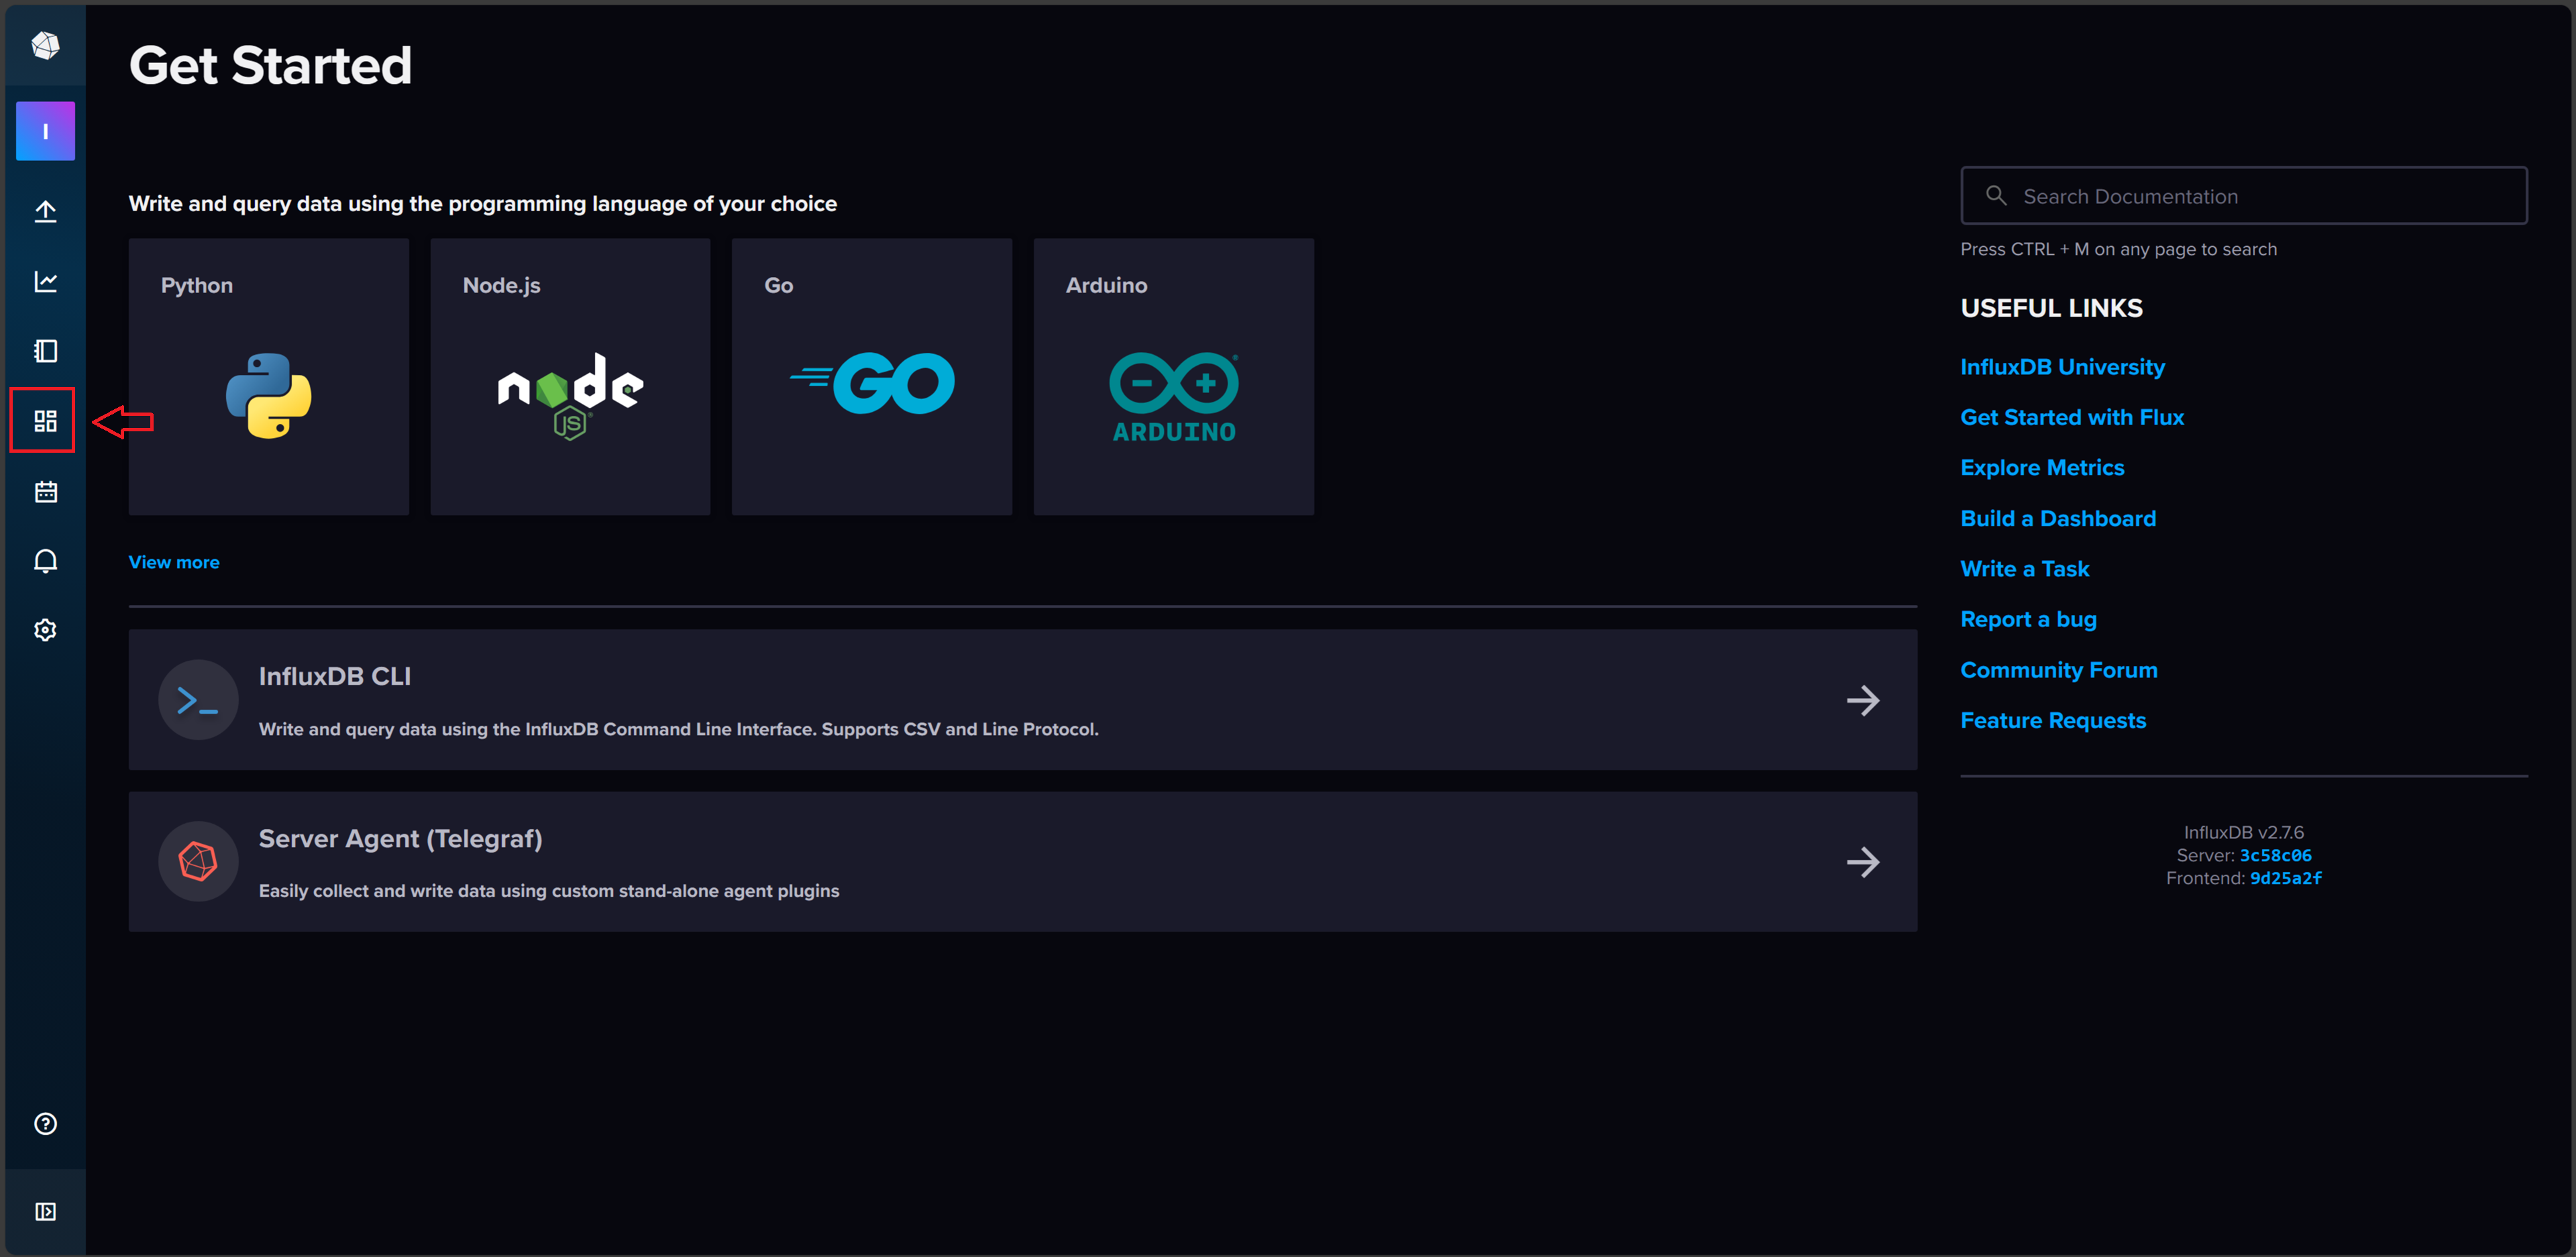 Get Started
I
Write and query data using the programming language of your choice
Python
Node.js
Go
Arduino
node
JS
GO
ARDUINO
View more
InfluxDB CLI
Write and query data using the InfluxDB Command Line Interface. Supports CSV and Line Protocol.
Server Agent (Telegraf)
Easily collect and write data using custom stand-alone agent plugins
Search Documentation
Press CTRL + M on any page to search
USEFUL LINKS
InfluxDB University
Get Started with Flux
Explore Metrics
Build a Dashboard
Write a Task
Report a bug
Community Forum
Feature Requests
InfluxDB v2.7.6
Server: 3c58c06
Frontend: 9d25a2f